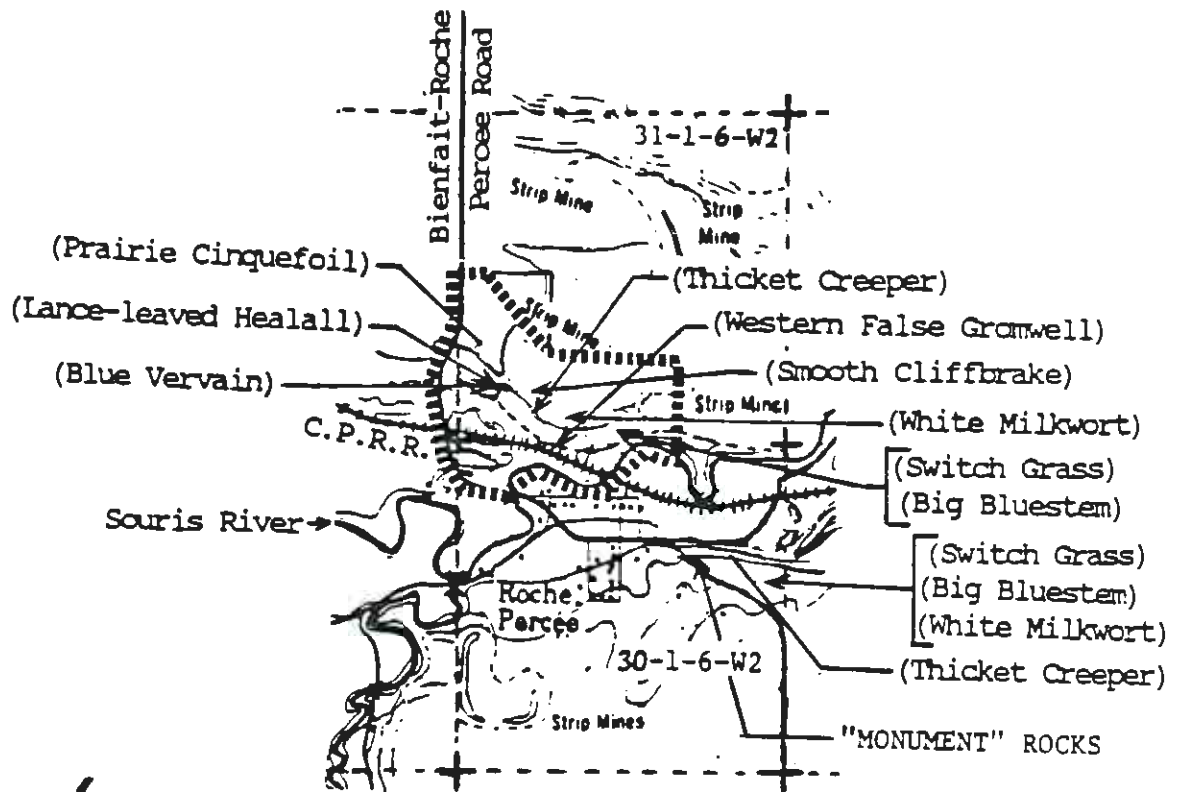 Bienfait-Roche
Percee Road
31-1-6-W2
Strip Mine
Strip
Mine
(Prairie Cinquefoil)
(Thicket Creeper)
(Lance-leaved Healall)
Strip Mine
(Western False Gromwell)
(Blue Vervain)
(Smooth Cliffbrake)
Strip Mines
(White Milkwort)
C.P.R.R.
(Switch Grass)
(Big Bluestem)
Souris River
(Switch Grass)
(Big Bluestem)
(White Milkwort)
Roche
Percee
30-1-6-W2
(Thicket Creeper)
Strip Mines
"MONUMENT" ROCKS